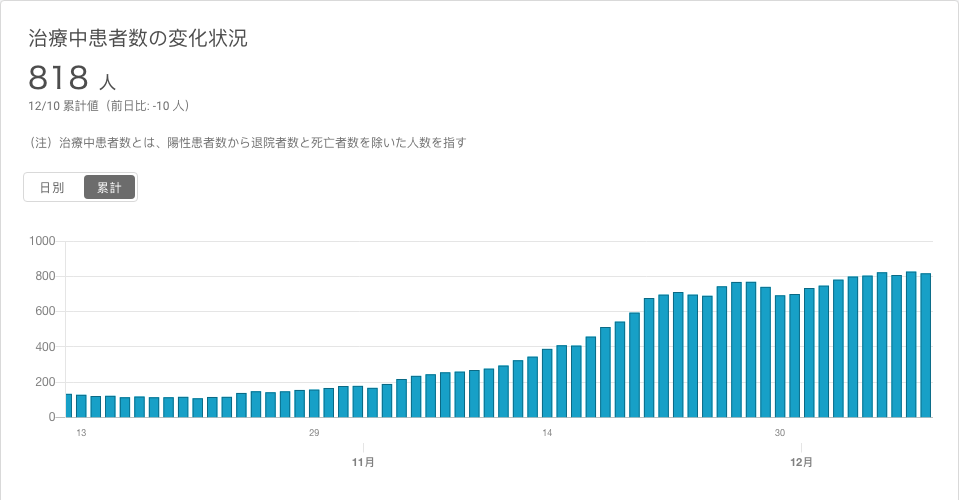 治療中患者数の変化状況
818 人
12/10 累計値（前日比: -10 人）
（注）治療中患者数とは、陽性患者数から退院者数と死亡者数を除いた人数を指す
日別 累計
1000
800
600
400
200
0
13 29 14 30
11月 12月